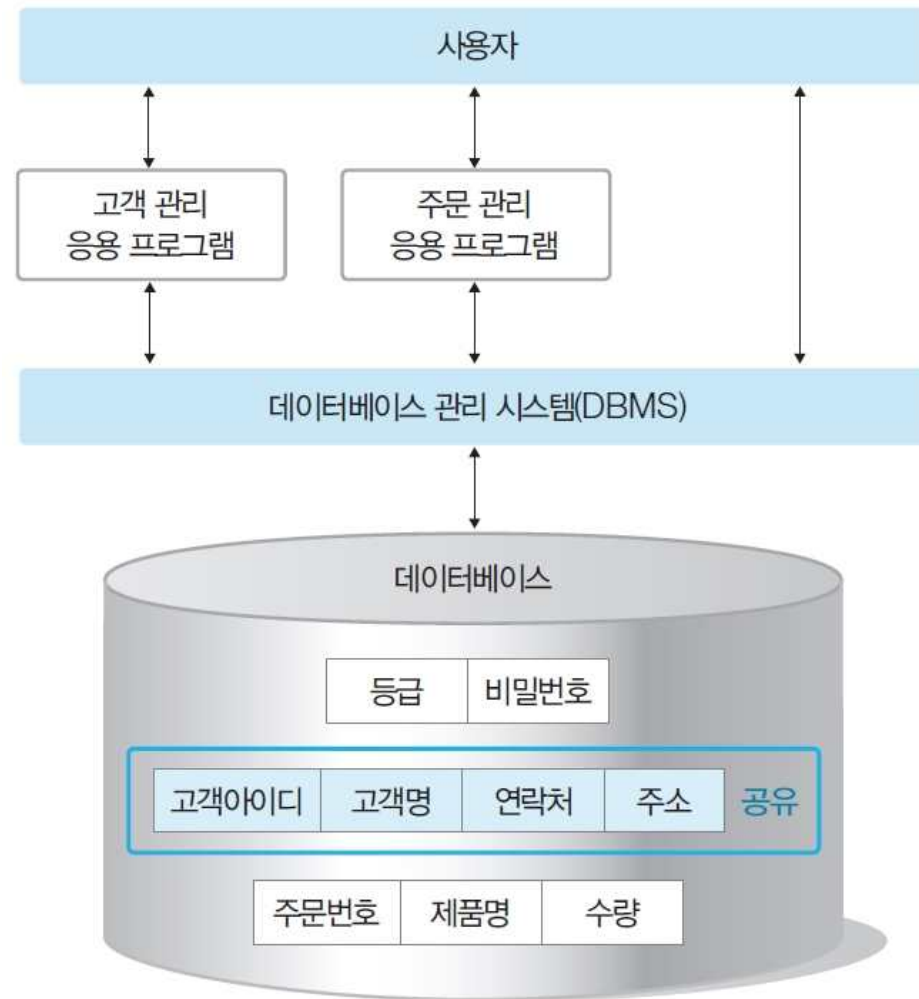 사용자
고객 관리
응용 프로그램
주문 관리
응용 프로그램
데이터베이스 관리 시스템(DBMS)
데이터베이스
등급 비밀번호
고객아이디 고객명 연락처 주소 공유
주문번호 제품명 수량